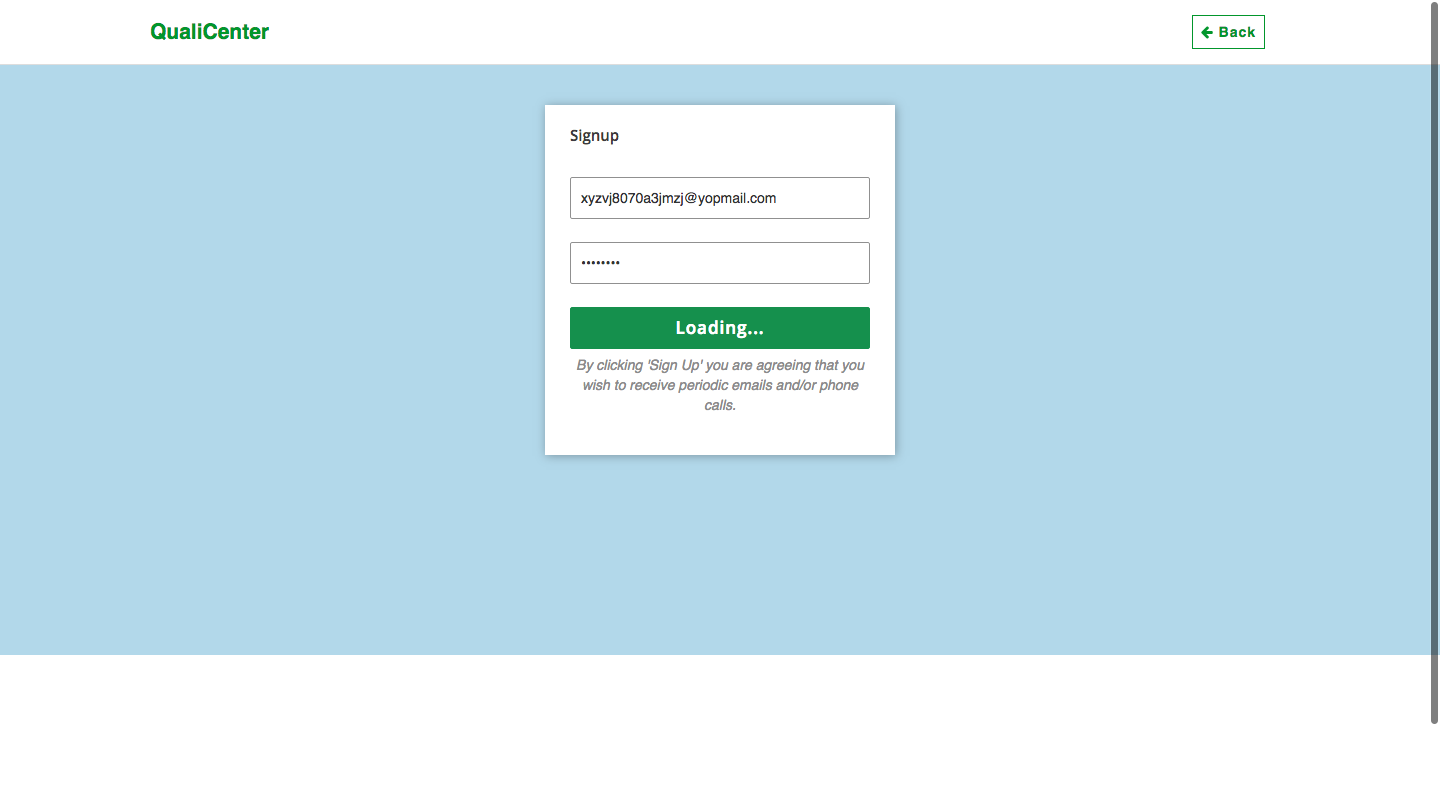 QualiCenter
Back
Signup
xyzvj8070a3jmzj@yopmail.com
••••••••
Loading...
By clicking 'Sign Up' you are agreeing that you
wish to receive periodic emails and/or phone
calls.